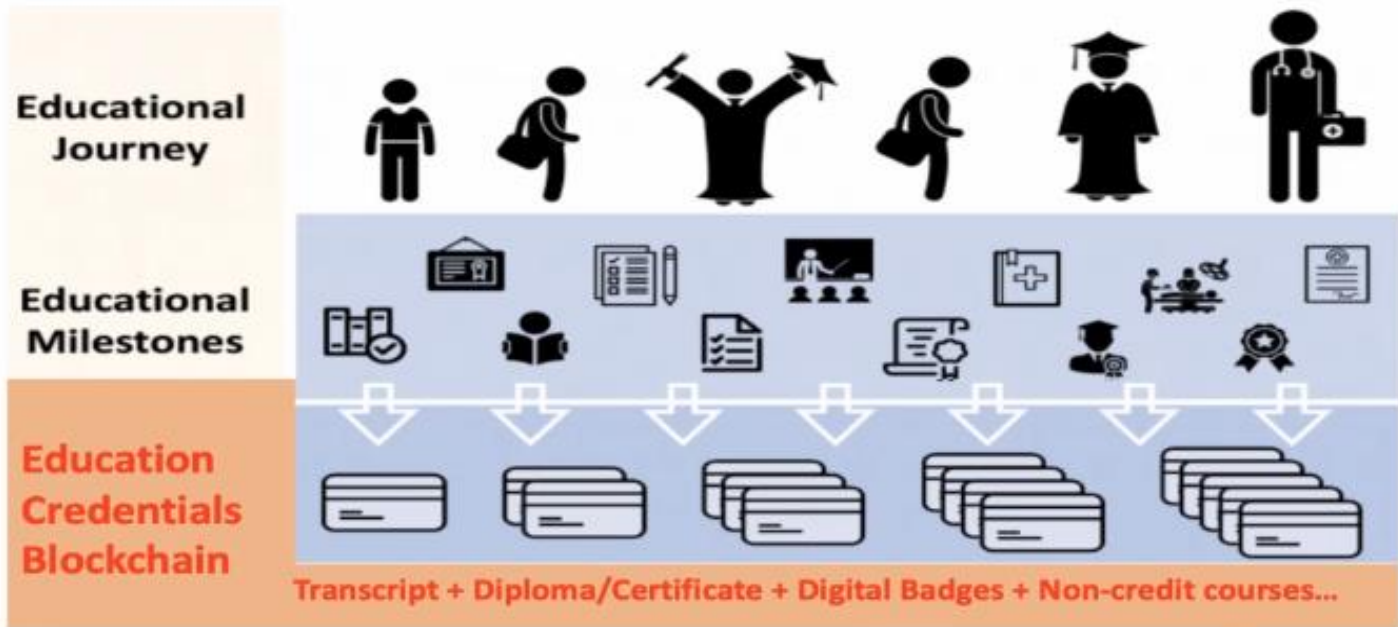 Educational
Journey
Educational
Milestones
Education
Credentials
Blockchain
Transcript + Diploma/Certificate + Digital Badges + Non-credit courses...